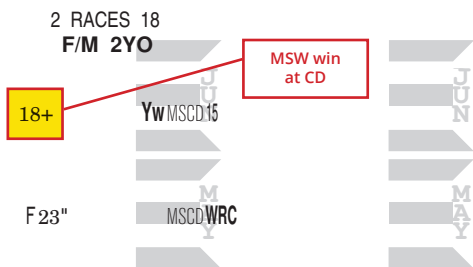 2 RACES 18
F/M 2YO
MSW win
at CD
JUN
JUN
18+ YwMSCD15
MAY
MAY
F23" MSCDWRC